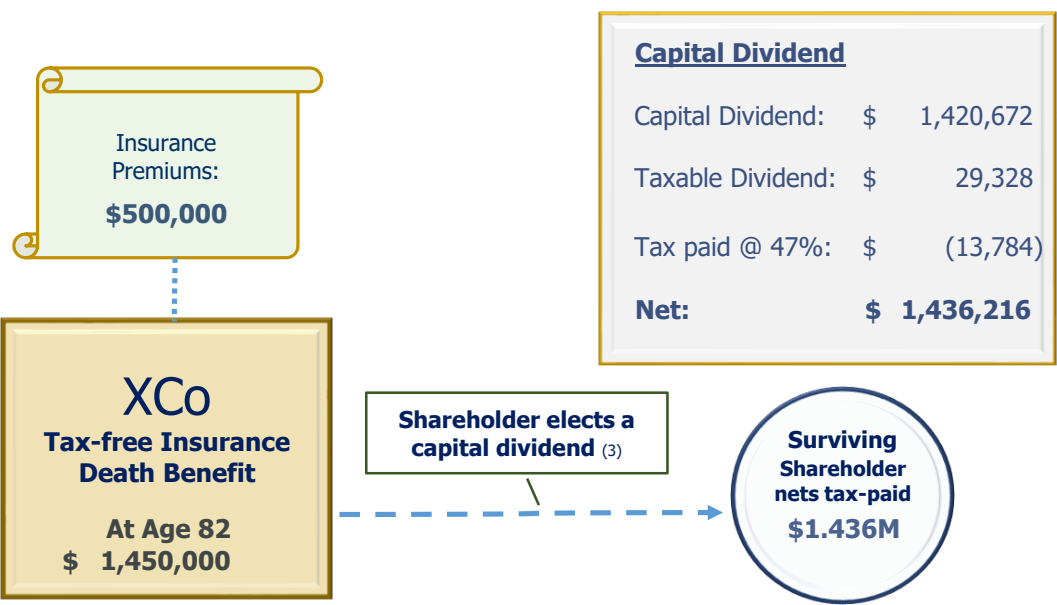 Insurance
Premiums:
$500,000
Capital Dividend
Capital Dividend: $ 1,420,672
Taxable Dividend: $ 29,328
Tax paid @ 47%: $ (13,784)
Net: $ 1,436,216
XCo
Tax-free Insurance
Death Benefit
At Age 82
$ 1,450,000
Shareholder elects a
capital dividend (3)
Surviving
Shareholder
nets tax-paid
$1.436M